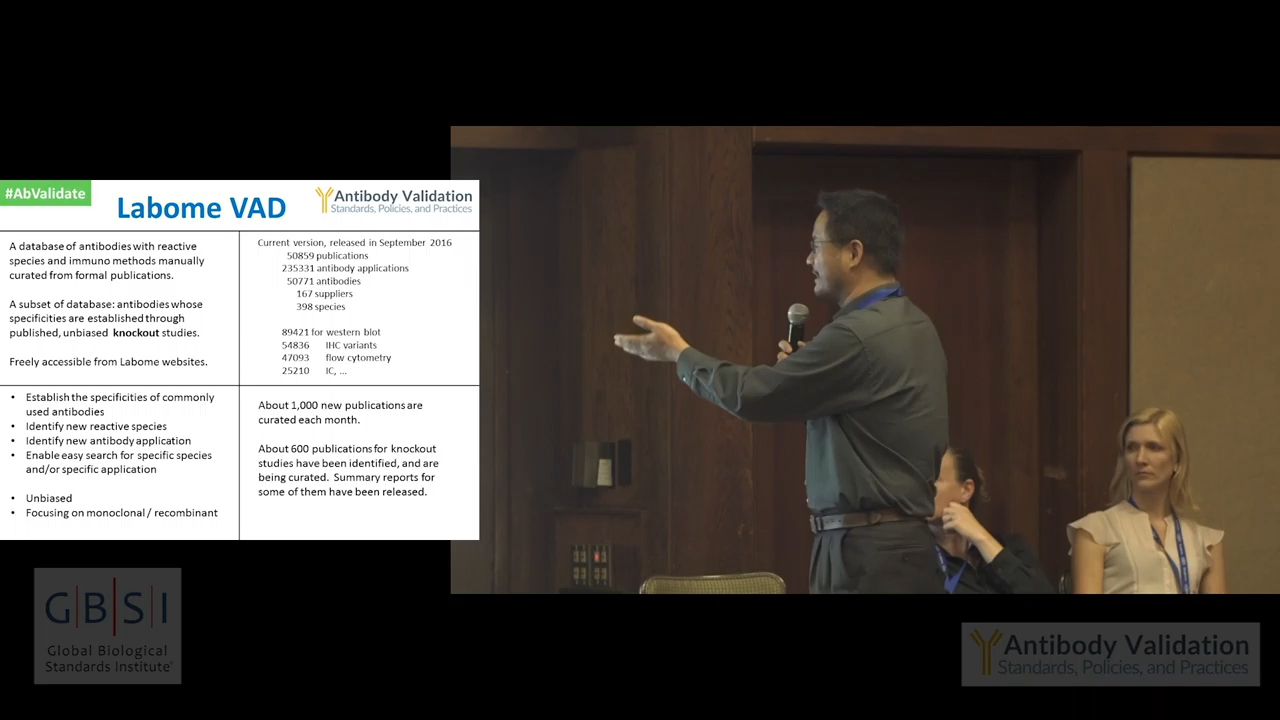 #AbValidate
Labome VAD
Antibody Validation
Standards, Policies, and Practices
A database of antibodies with reactive
species and immuno methods manually
curated from formal publications.
A subset of database: antibodies whose
specificities are established through
published, unbiased knockout studies.
Freely accessible from Labome websites.
Current version, released in September 2016
50859 publications
235331 antibody applications
50771 antibodies
167 suppliers
398 species
89421 for western blot
54836 IHC variants
47093 flow cytometry
25210 IC, ...
• Establish the specificities of commonly
used antibodies
• Identify new reactive species
• Identify new antibody application
• Enable easy search for specific species
and/or specific application
• Unbiased
• Focusing on monoclonal / recombinant
About 1,000 new publications are
curated each month.
About 600 publications for knockout
studies have been identified, and are
being curated. Summary reports for
some of them have been released.
G|B|S|I
Global Biological
Standards Institute
Antibody Validation
Standards, Policies, and Practices